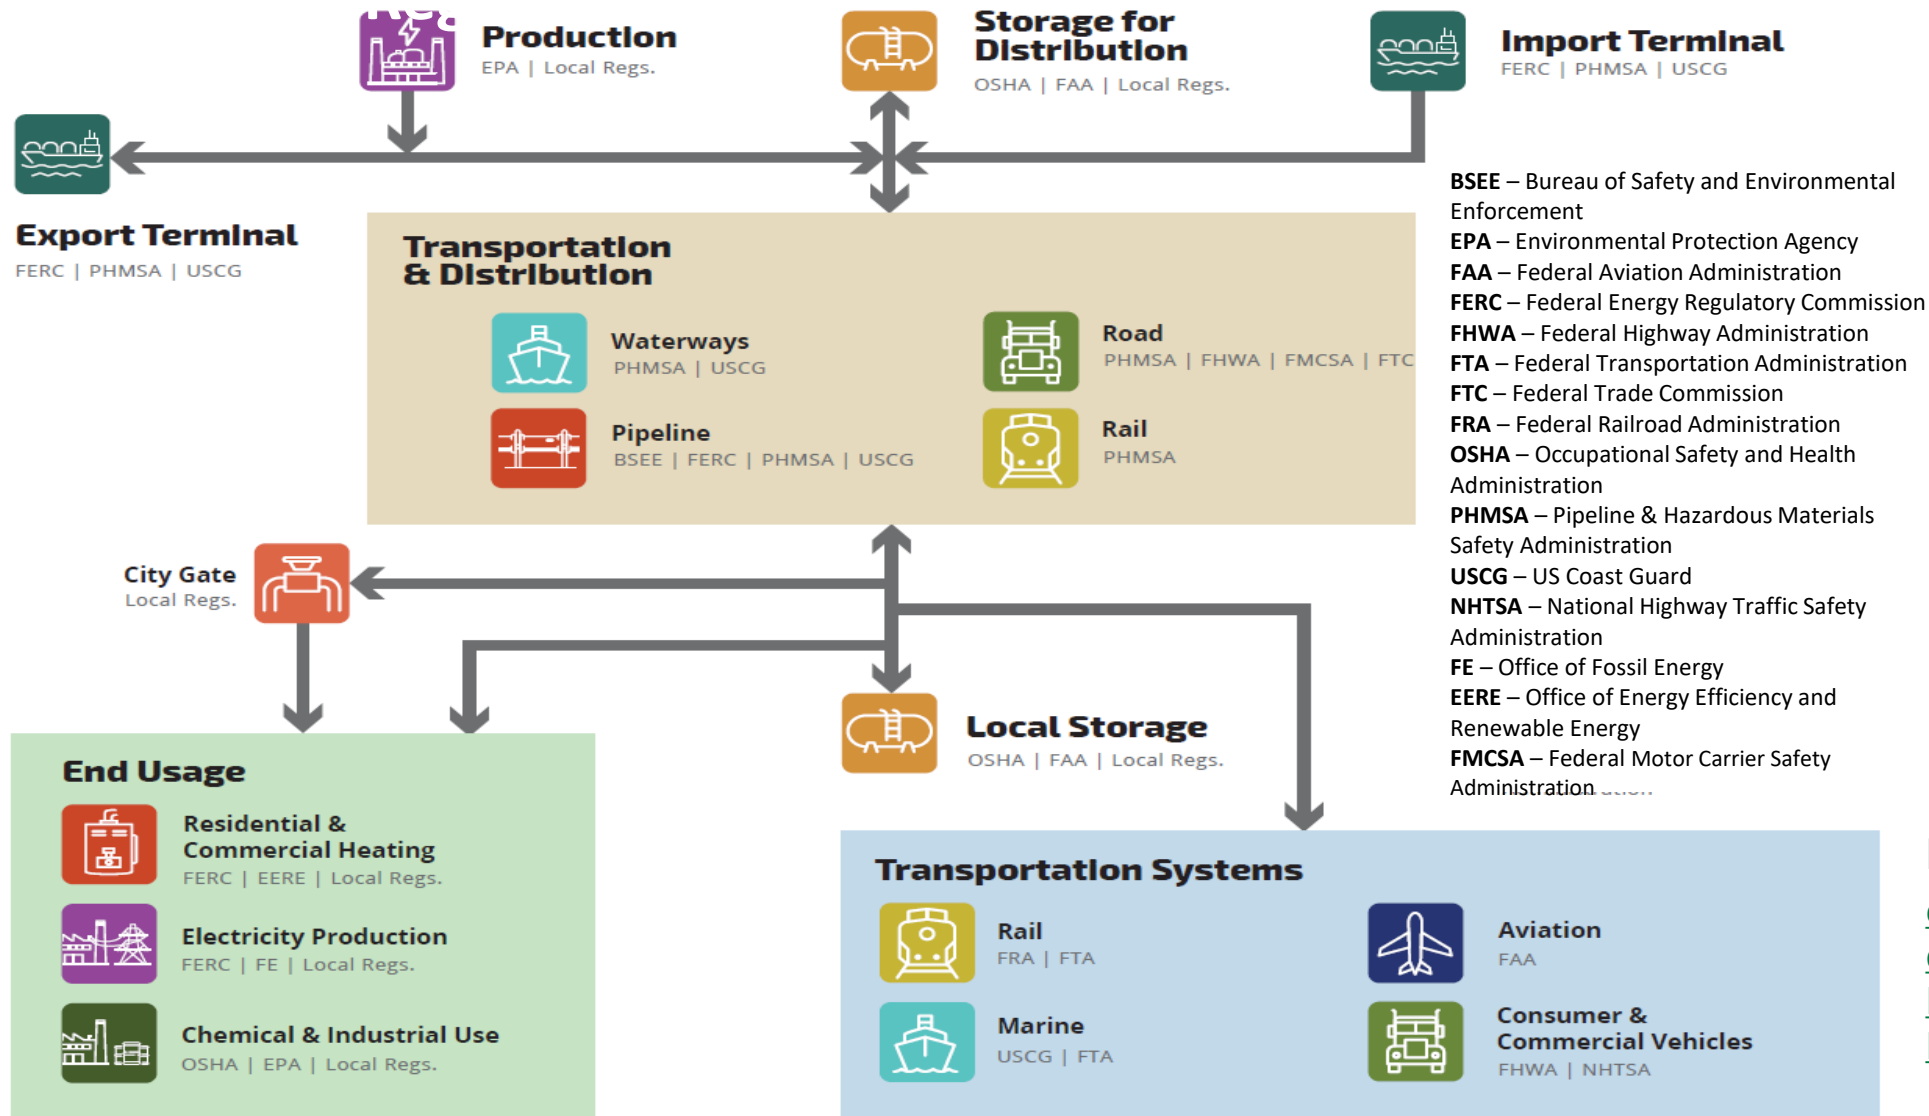 Reg
Production
EPA | Local Regs.
Storage for
Distribution
OSHA | FAA | Local Regs.
Import Terminal
FERC | PHMSA | USCG
Export Terminal
FERC | PHMSA | USCG
Transportation
& Distribution
Waterways
PHMSA | USCG
Road
PHMSA | FHWA | FMCSA | FTC
Pipeline
BSEE | FERC | PHMSA | USCG
Rail
PHMSA
BSEE – Bureau of Safety and Environmental
Enforcement
EPA – Environmental Protection Agency
FAA – Federal Aviation Administration
FERC – Federal Energy Regulatory Commission
FHWA – Federal Highway Administration
FTA – Federal Transportation Administration
FTC – Federal Trade Commission
FRA – Federal Railroad Administration
OSHA – Occupational Safety and Health
Administration
PHMSA – Pipeline & Hazardous Materials
Safety Administration
USCG – US Coast Guard
NHTSA – National Highway Traffic Safety
Administration
FE – Office of Fossil Energy
EERE – Office of Energy Efficiency and
Renewable Energy
FMCSA – Federal Motor Carrier Safety
Administration
City Gate
Local Regs.
Local Storage
OSHA | FAA | Local Regs.
End Usage
Residential &
Commercial Heating
FERC | EERE | Local Regs.
Electricity Production
FERC | FE | Local Regs.
Chemical & Industrial Use
OSHA | EPA | Local Regs.
Transportation Systems
Rail
FRA | FTA
Aviation
FAA
Marine
USCG | FTA
Consumer &
Commercial Vehicles
FHWA | NHTSA